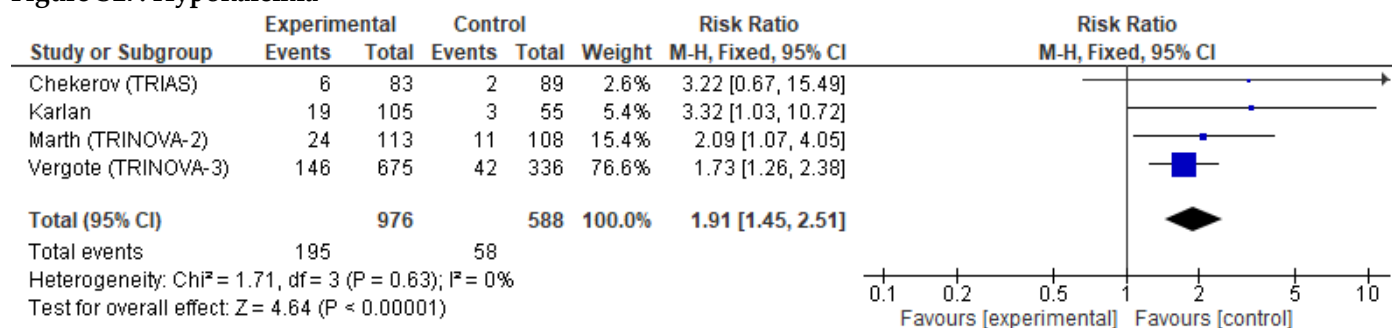 Experimental Control Risk Ratio Risk Ratio
Study or Subgroup Events Total Events Total Weight M-H, Fixed, 95% CI M-H, Fixed, 95% CI
Chekerov (TRIAS) 6 83 2 89 2.6% 3.22 [0.67, 15.49]
Karlan 19 105 3 55 5.4% 3.32 [1.03, 10.72]
Marth (TRINOVA-2) 24 113 11 108 15.4% 2.09 [1.07, 4.05]
Vergote (TRINOVA-3) 146 675 42 336 76.6% 1.73 [1.26, 2.38]
Total (95% CI) 976 588 100.0% 1.91 [1.45, 2.51]
Total events 195 58
Heterogeneity: Chi² = 1.71, df = 3 (P = 0.63); I² = 0%
Test for overall effect: Z = 4.64 (P < 0.00001)
0.1 0.2 0.5 1 2 5 10
Favours [experimental] Favours [control]